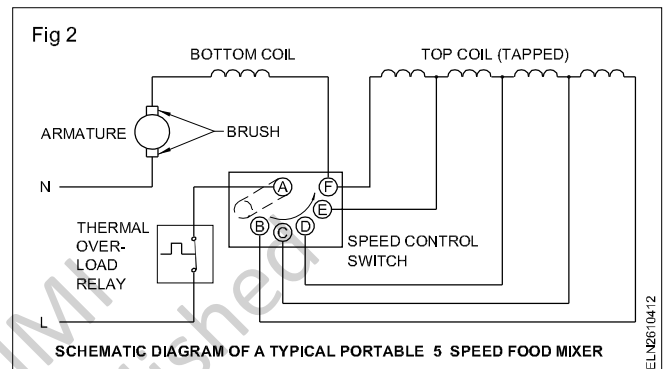 Fig 2
BOTTOM COIL
TOP COIL (TAPPED)
ARMATURE
BRUSH
N
A
F
E
B
C
D
THERMAL
OVER-
LOAD
RELAY
SPEED CONTROL
SWITCH
L
SCHEMATIC DIAGRAM OF A TYPICAL PORTABLE 5 SPEED FOOD MIXER
ELN2610412